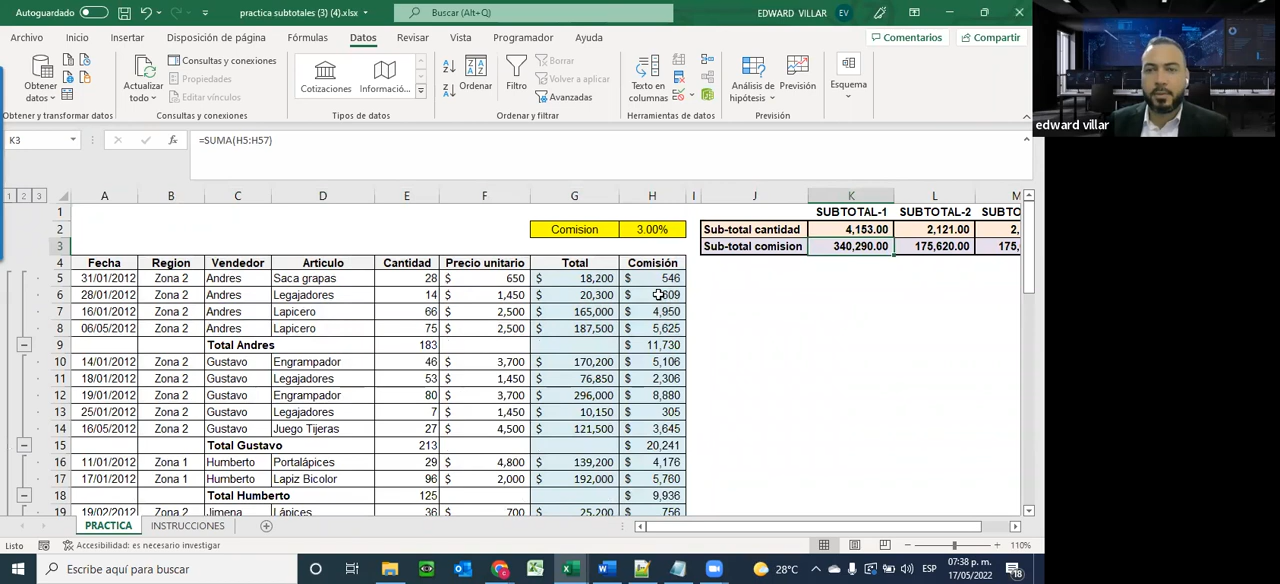 Autoguardado practica subtotales (3) (4).xlsx Buscar (Alt+Q) EDWARD VILLAR EV
Archivo Inicio Insertar Disposición de página Fórmulas Datos Revisar Vista Programador Ayuda Comentarios Compartir
Obtener datos
Actualizar todo
Consultas y conexiones
Propiedades
Editar vínculos
Cotizaciones
Informació...
Ordenar
Filtro
Borrar
Volver a aplicar
Avanzadas
Texto en columnas
Análisis de hipótesis
Previsión
Esquema
Obtener y transformar datos Consultas y conexiones Tipos de datos Ordenar y filtrar Herramientas de datos Previsión
edward villar
K3 fx =SUMA(H5:H57)
1 2 3 A B C D E F G H I J K L M
1 SUBTOTAL-1 SUBTOTAL-2 SUBTO
2 Comision 3.00% Sub-total cantidad 4,153.00 2,121.00 2,
3 Sub-total comision 340,290.00 175,620.00 175,
4 Fecha Region Vendedor Articulo Cantidad Precio unitario Total Comisión
5 31/01/2012 Zona 2 Andres Saca grapas 28 $ 650 $ 18,200 $ 546
6 28/01/2012 Zona 2 Andres Legajadores 14 $ 1,450 $ 20,300 $ 609
7 16/01/2012 Zona 2 Andres Lapicero 66 $ 2,500 $ 165,000 $ 4,950
8 06/05/2012 Zona 2 Andres Lapicero 75 $ 2,500 $ 187,500 $ 5,625
9 Total Andres 183 $ 11,730
10 14/01/2012 Zona 2 Gustavo Engrampador 46 $ 3,700 $ 170,200 $ 5,106
11 18/01/2012 Zona 2 Gustavo Legajadores 53 $ 1,450 $ 76,850 $ 2,306
12 19/01/2012 Zona 2 Gustavo Engrampador 80 $ 3,700 $ 296,000 $ 8,880
13 25/01/2012 Zona 2 Gustavo Legajadores 7 $ 1,450 $ 10,150 $ 305
14 16/05/2012 Zona 2 Gustavo Juego Tijeras 27 $ 4,500 $ 121,500 $ 3,645
15 Total Gustavo 213 $ 20,241
16 11/01/2012 Zona 1 Humberto Portalápices 29 $ 4,800 $ 139,200 $ 4,176
17 17/01/2012 Zona 1 Humberto Lapiz Bicolor 96 $ 2,000 $ 192,000 $ 5,760
18 Total Humberto 125 $ 9,936
19 19/02/2012 Zona 2 Jimena Lápices 36 $ 700 $ 25,200 $ 756
PRACTICA INSTRUCCIONES
Listo Accesibilidad: es necesario investigar 110%
Escribe aquí para buscar 28°C ESP 07:38 p. m.
17/05/2022 18